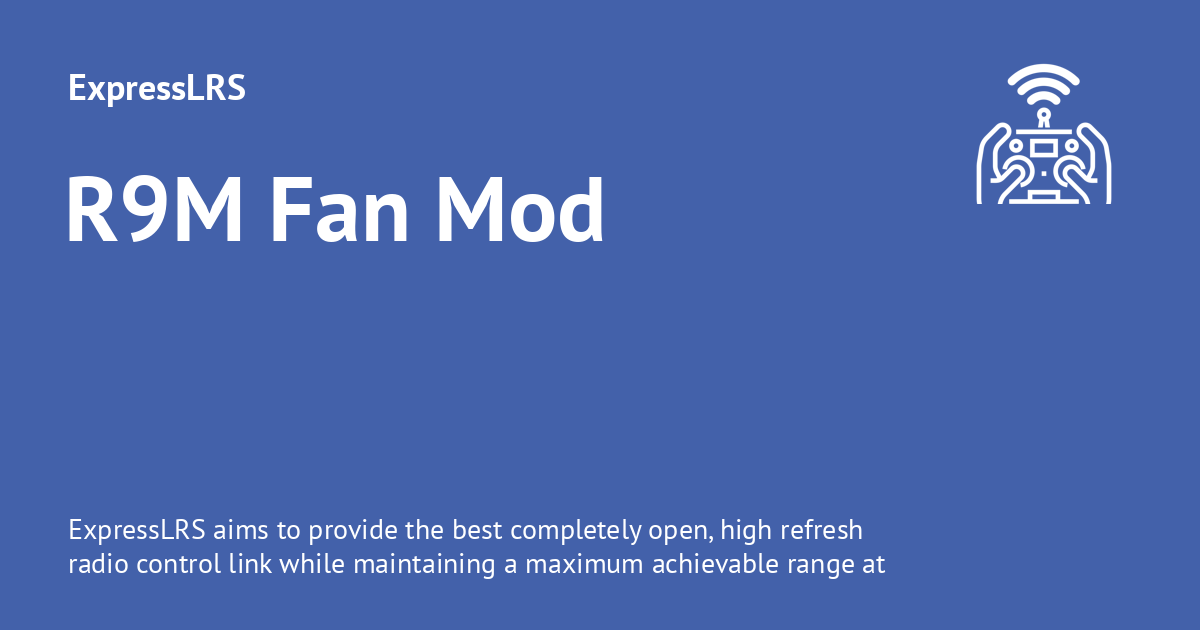 ExpressLRS
R9M Fan Mod
ExpressLRS aims to provide the best completely open, high refresh
radio control link while maintaining a maximum achievable range at